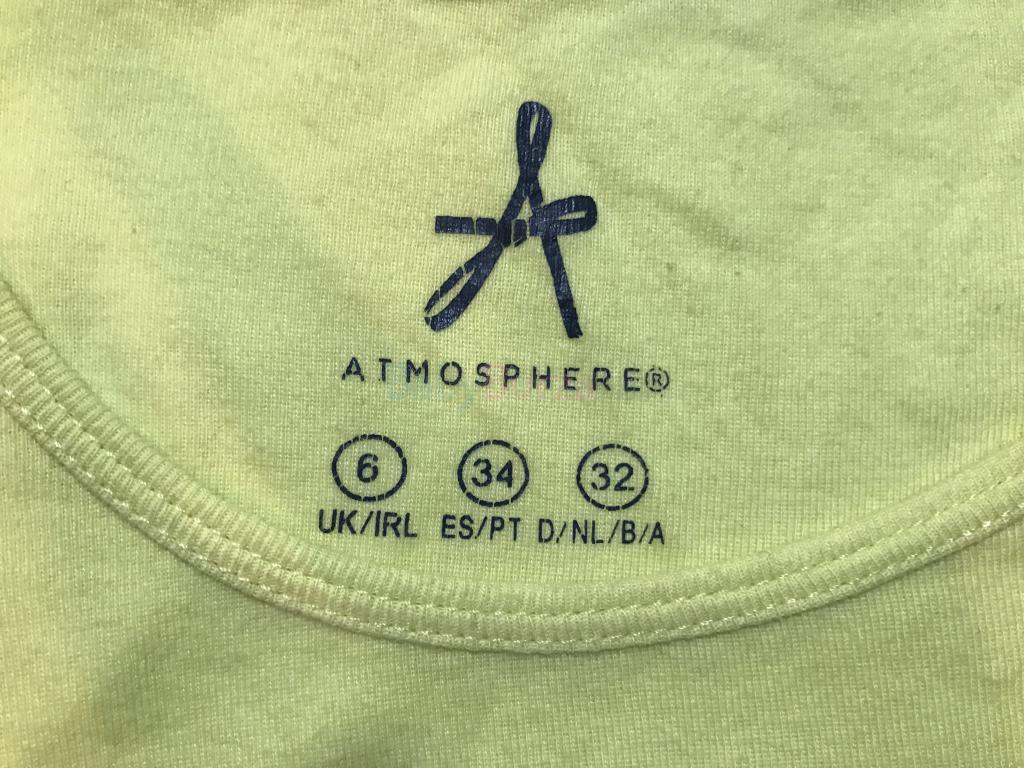 ATMOSPHERE®
6 34 32
UK/IRL ES/PT D/NL/B/A